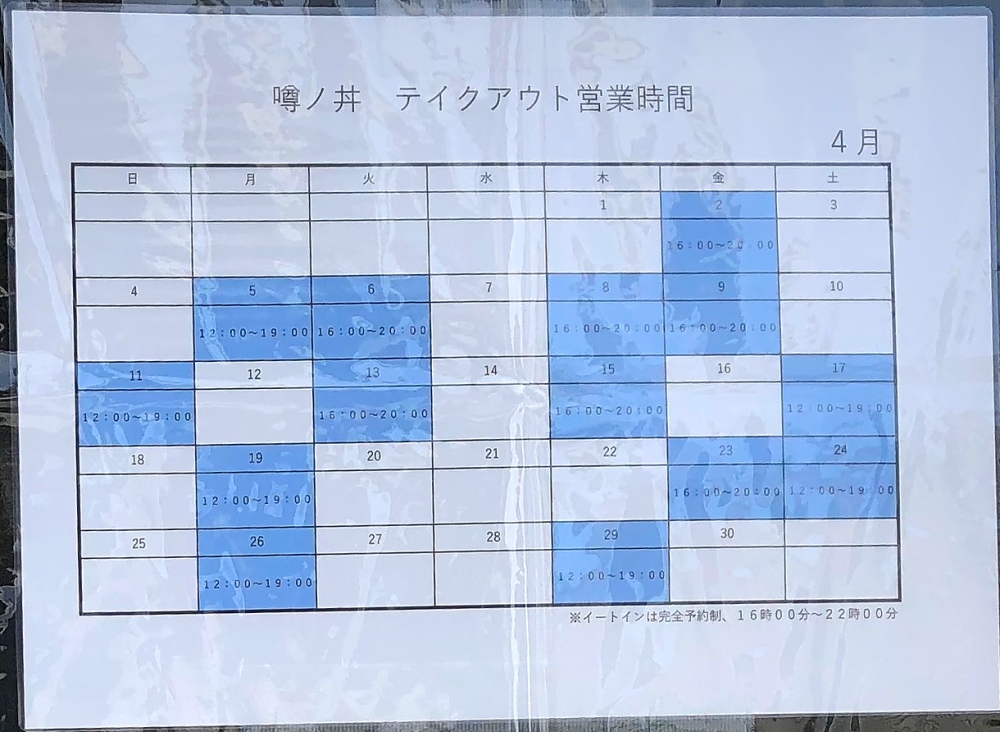 噂ノ丼　テイクアウト営業時間
4月
日 月 火 水 木 金 土
1 2 3
16:00～20:00
4 5 6 7 8 9 10
12:00～19:00 16:00～20:00 16:00～20:00 16:00～20:00
11 12 13 14 15 16 17
12:00～19:00 16:00～20:00 16:00～20:00 12:00～19:00
18 19 20 21 22 23 24
12:00～19:00 16:00～20:00 12:00～19:00
25 26 27 28 29 30
12:00～19:00 12:00～19:00
※イートインは完全予約制、１６時００分～２２時００分